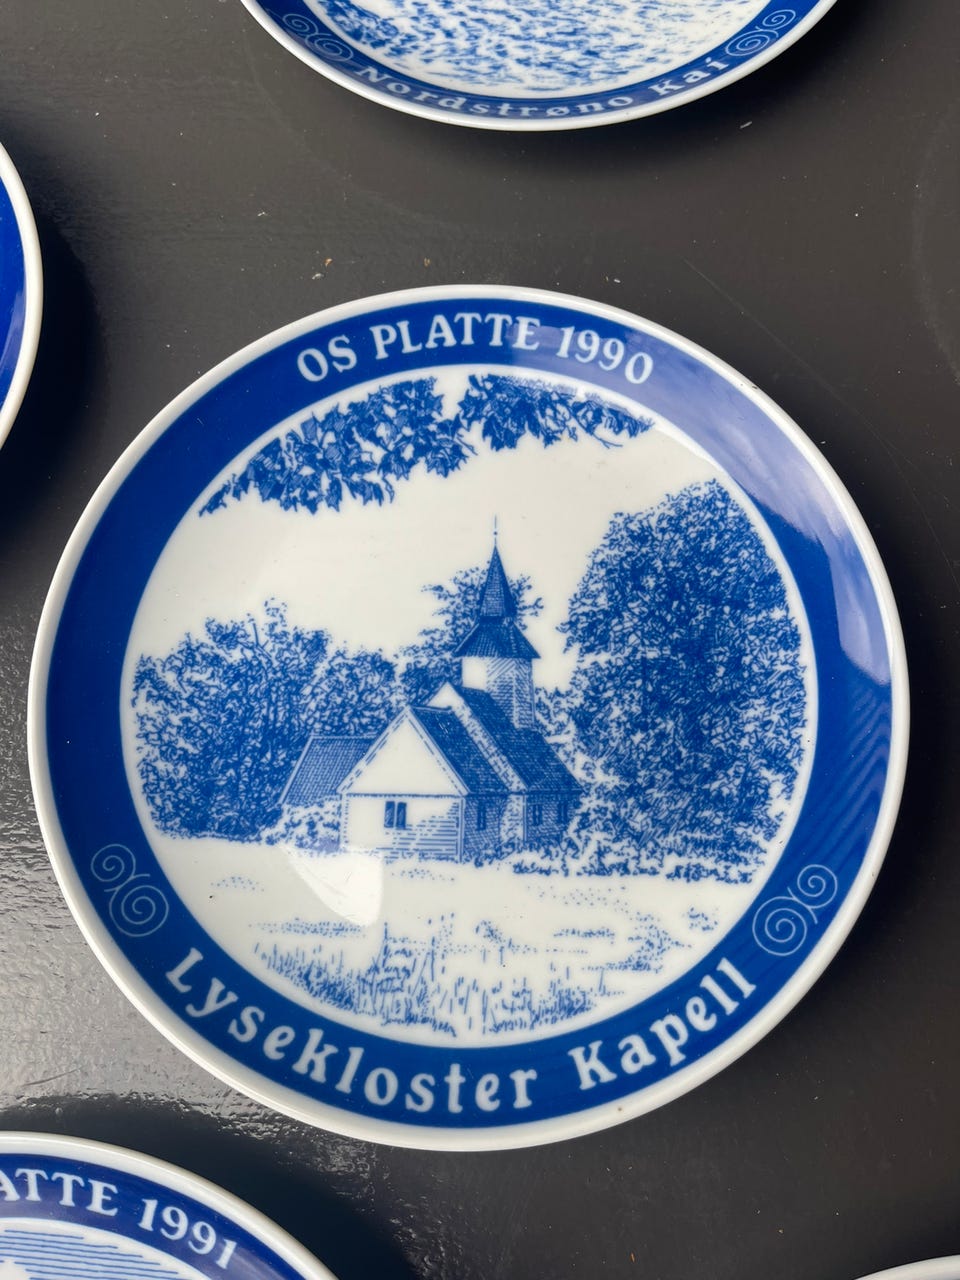 Nordstrøno Kai
OS PLATTE 1990
Lysekloster Kapell
ATTE 1991